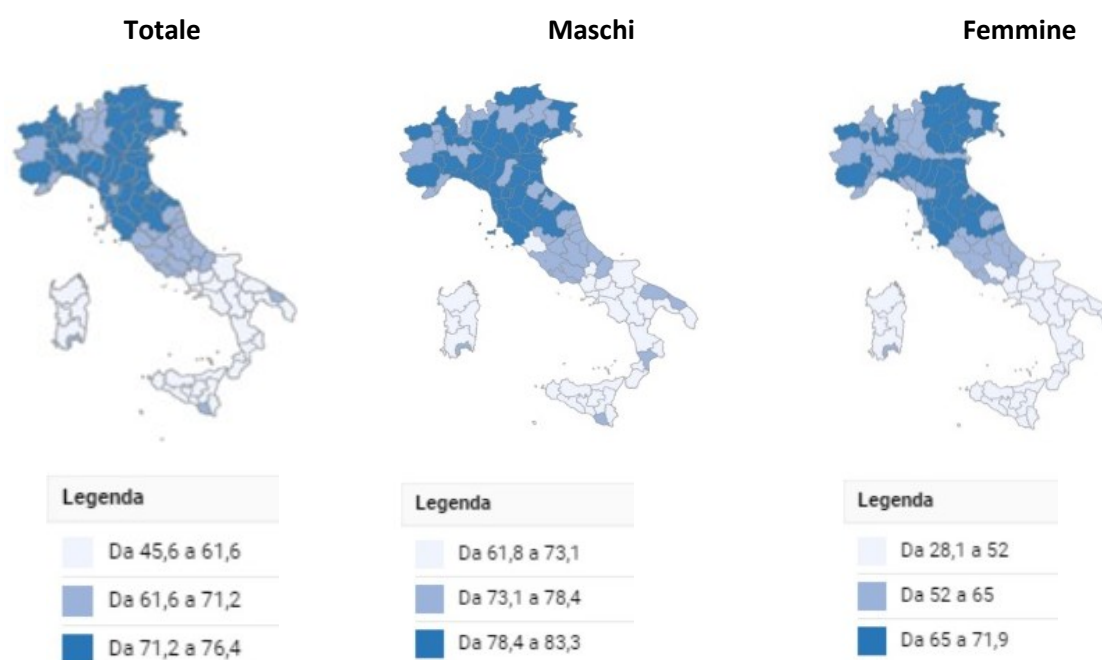 Totale
Maschi
Femmine
Legenda
Da 45,6 a 61,6
Da 61,6 a 71,2
Da 71,2 a 76,4
Legenda
Da 61,8 a 73,1
Da 73,1 a 78,4
Da 78,4 a 83,3
Legenda
Da 28,1 a 52
Da 52 a 65
Da 65 a 71,9